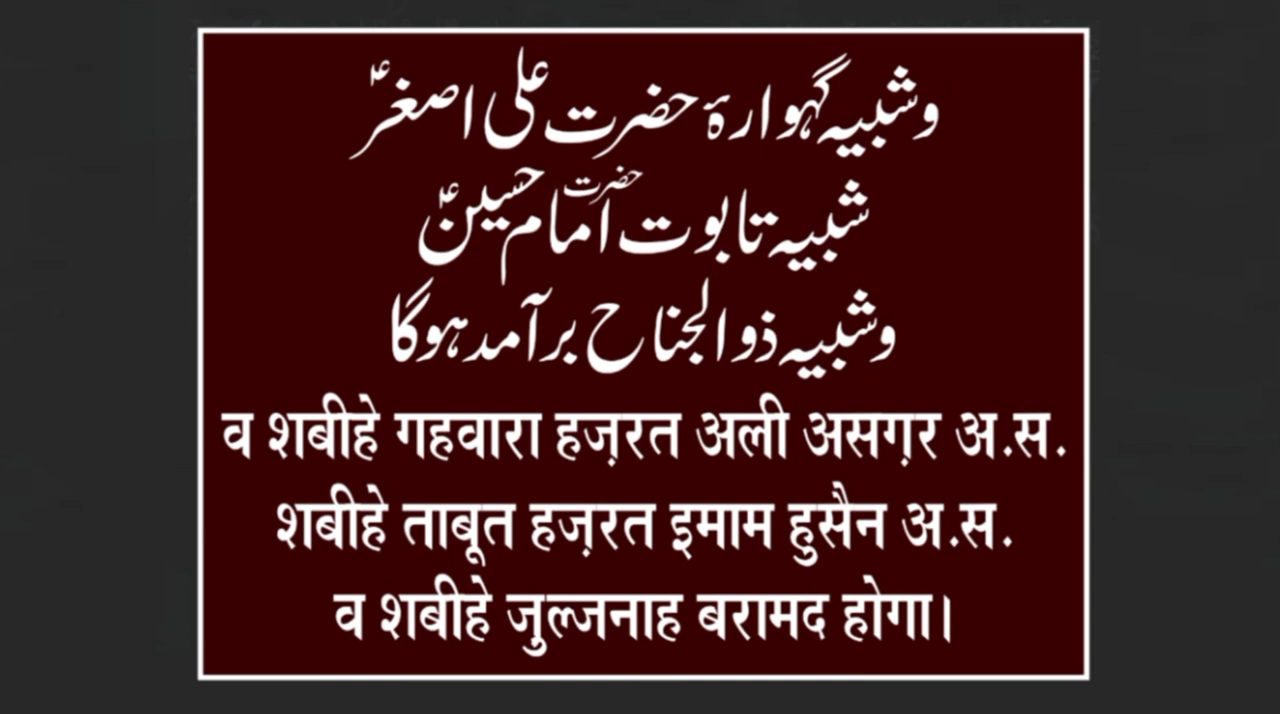 وشبیہ گہوارۂ حضرت علی اصغرؑ
شبیہ تابوت حضرت امام حسینؑ
وشبیہ ذوالجناح برآمد ہوگا
व शबीहे गहवारा हज़रत अली असग़र अ.स.
शबीहे ताबूत हज़रत इमाम हुसैन अ.स.
व शबीहे जुल्जनाह बरामद होगा।